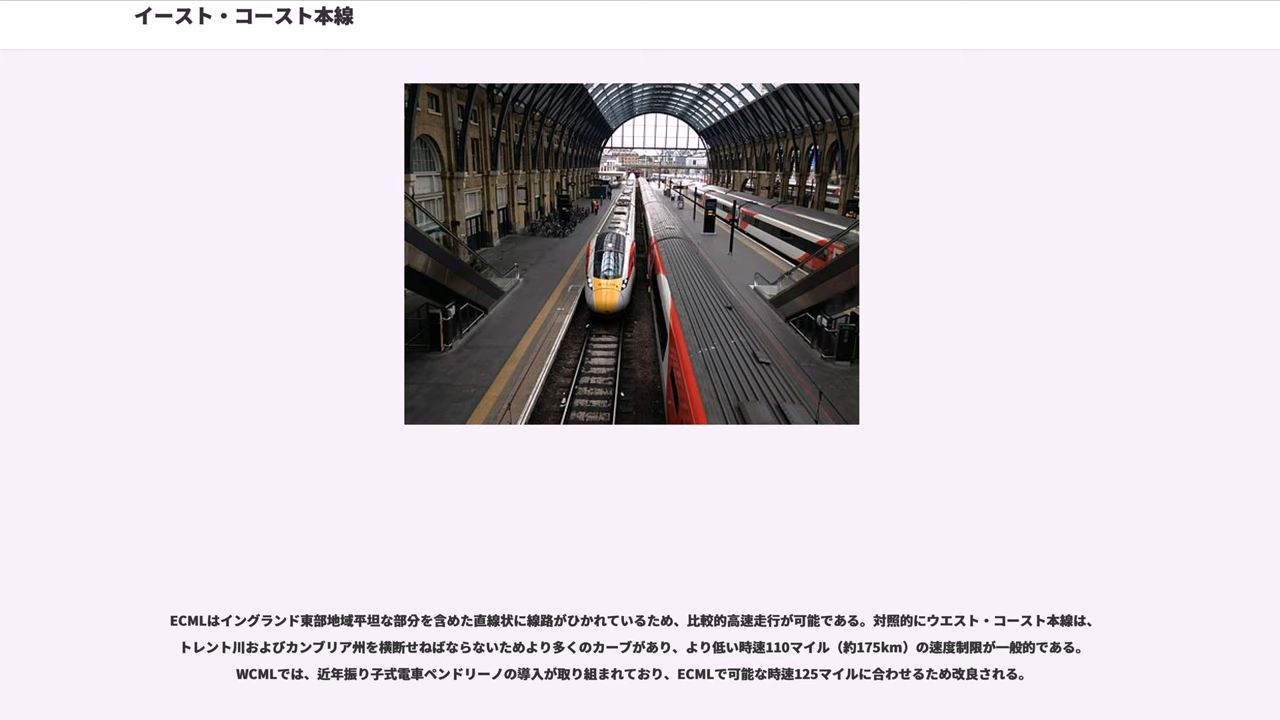 イースト・コースト本線
ECMLはイングランド東部地域平坦な部分を含めた直線状に線路がひかれているため、比較的高速走行が可能である。対照的にウエスト・コースト本線は、
トレント川およびカンブリア州を横断せねばならないためより多くのカーブがあり、より低い時速110マイル（約175km）の速度制限が一般的である。
WCMLでは、近年振り子式電車ペンドリーノの導入が取り組まれており、ECMLで可能な時速125マイルに合わせるため改良される。